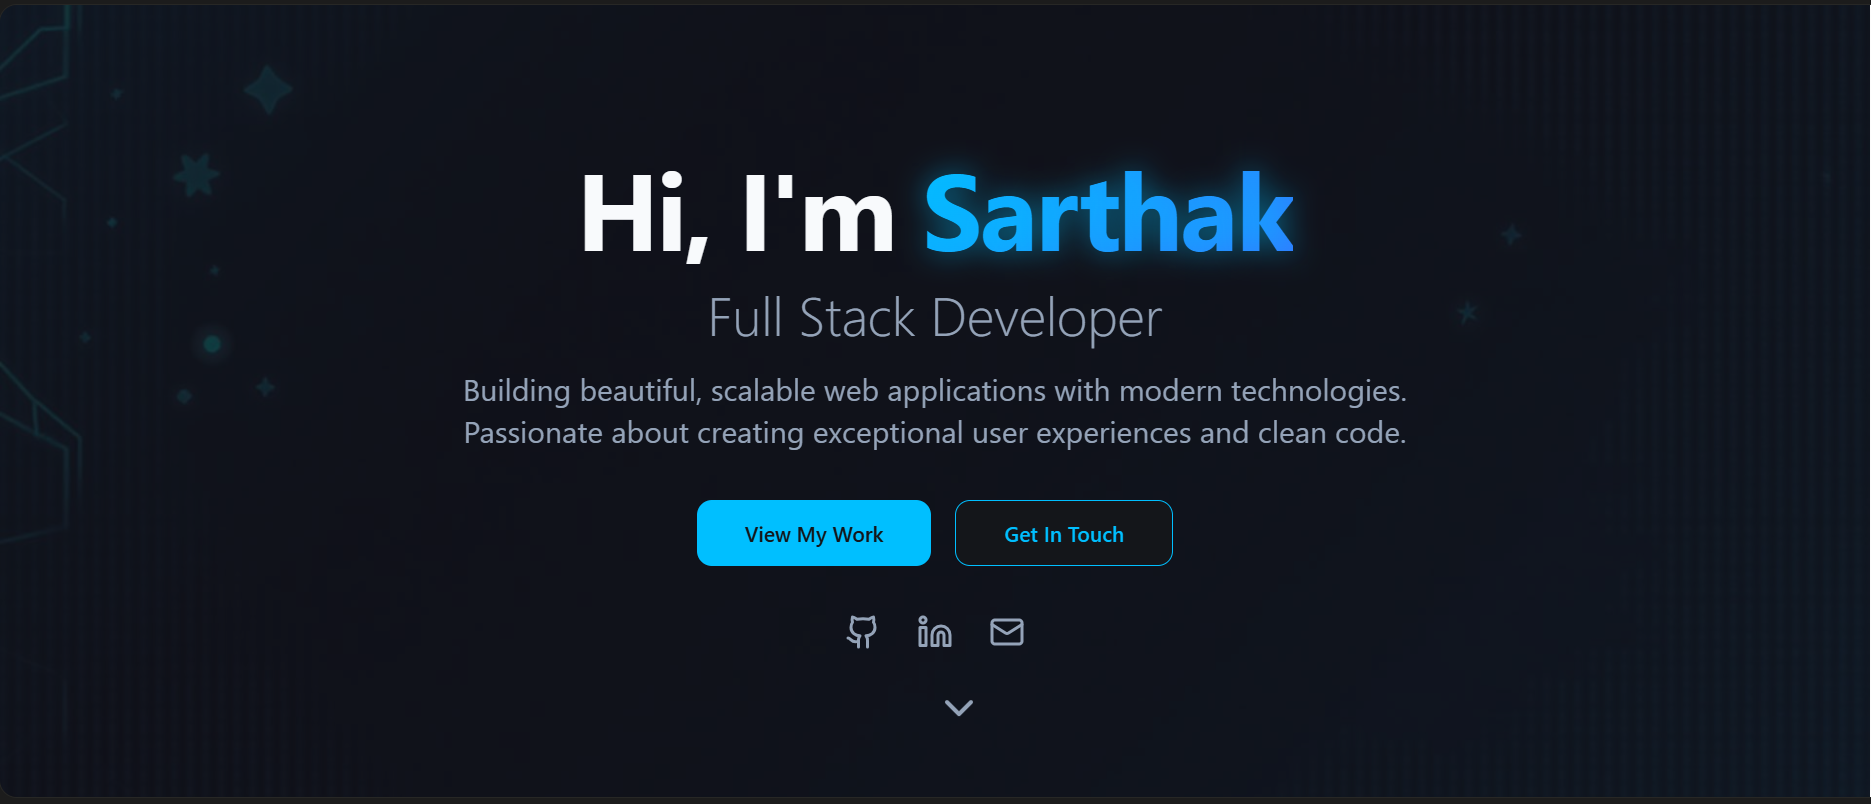 Hi, I'm Sarthak
Full Stack Developer
Building beautiful, scalable web applications with modern technologies.
Passionate about creating exceptional user experiences and clean code.
View My Work
Get In Touch